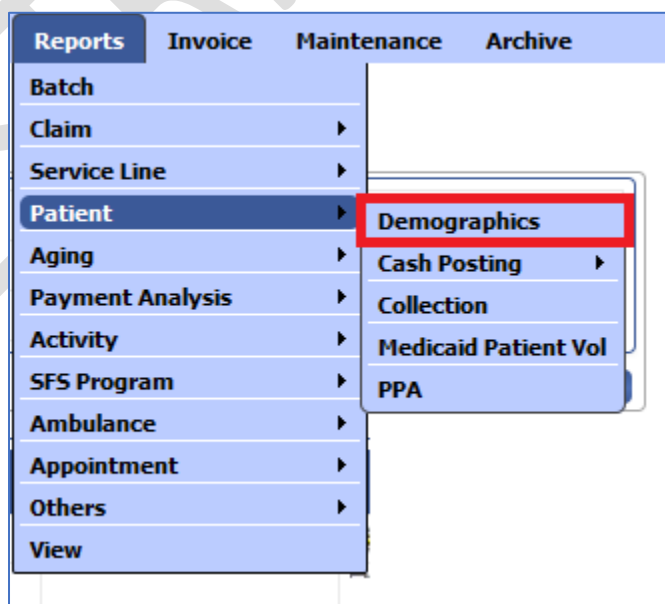 Reports Invoice Maintenance Archive
Batch
Claim
Service Line
Patient
Demographics
Aging
Cash Posting
Payment Analysis
Collection
Activity
Medicaid Patient Vol
SFS Program
PPA
Ambulance
Appointment
Others
View